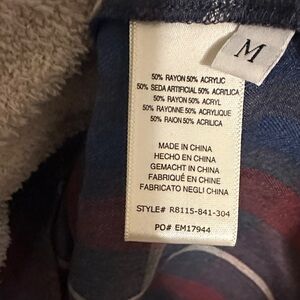 M
50% RAYON 50% ACRYLIC
50% SEDA ARTIFICIAL 50% ACRILICA
50% RAYON 50% ACRYL
50% RAYONNE 50% ACRYLIQUE
50% RAION 50% ACRILICA
MADE IN CHINA
HECHO EN CHINA
GEMACHT IN CHINA
FABRIQUÉ EN CHINE
FABRICATO NEGLI CHINA
STYLE# R8115-841-304
PO# EM17944